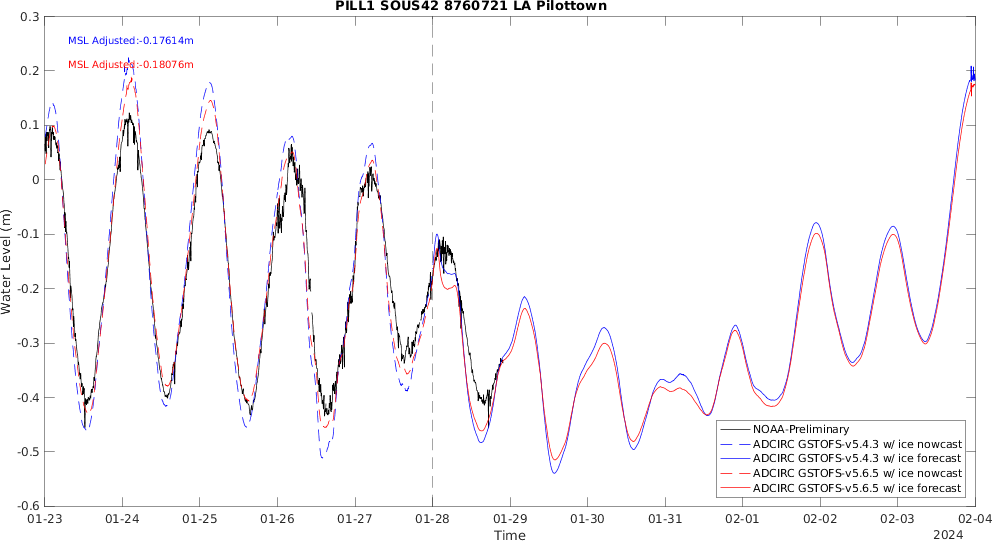 PILL1 SOUS42 8760721 LA Pilottown
MSL Adjusted:-0.17614m
MSL Adjusted:-0.18076m
0.3
0.2
0.1
0
-0.1
-0.2
-0.3
-0.4
-0.5
-0.6
Water Level (m)
NOAA-Preliminary
ADCIRC GSTOFS-v5.4.3 w/ ice nowcast
ADCIRC GSTOFS-v5.4.3 w/ ice forecast
ADCIRC GSTOFS-v5.6.5 w/ ice nowcast
ADCIRC GSTOFS-v5.6.5 w/ ice forecast
01-23 01-24 01-25 01-26 01-27 01-28 01-29 01-30 01-31 02-01 02-02 02-03 02-04
Time
2024